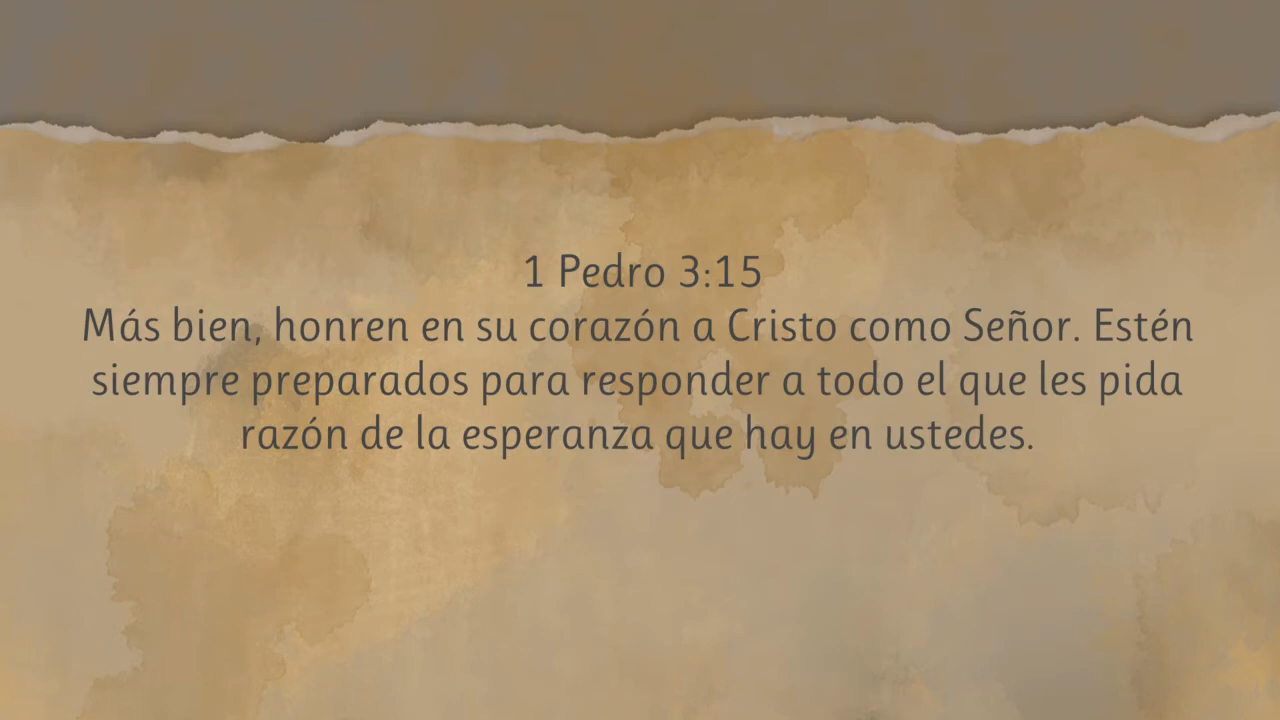 1 Pedro 3:15
Más bien, honren en su corazón a Cristo como Señor. Estén
siempre preparados para responder a todo el que les pida
razón de la esperanza que hay en ustedes.